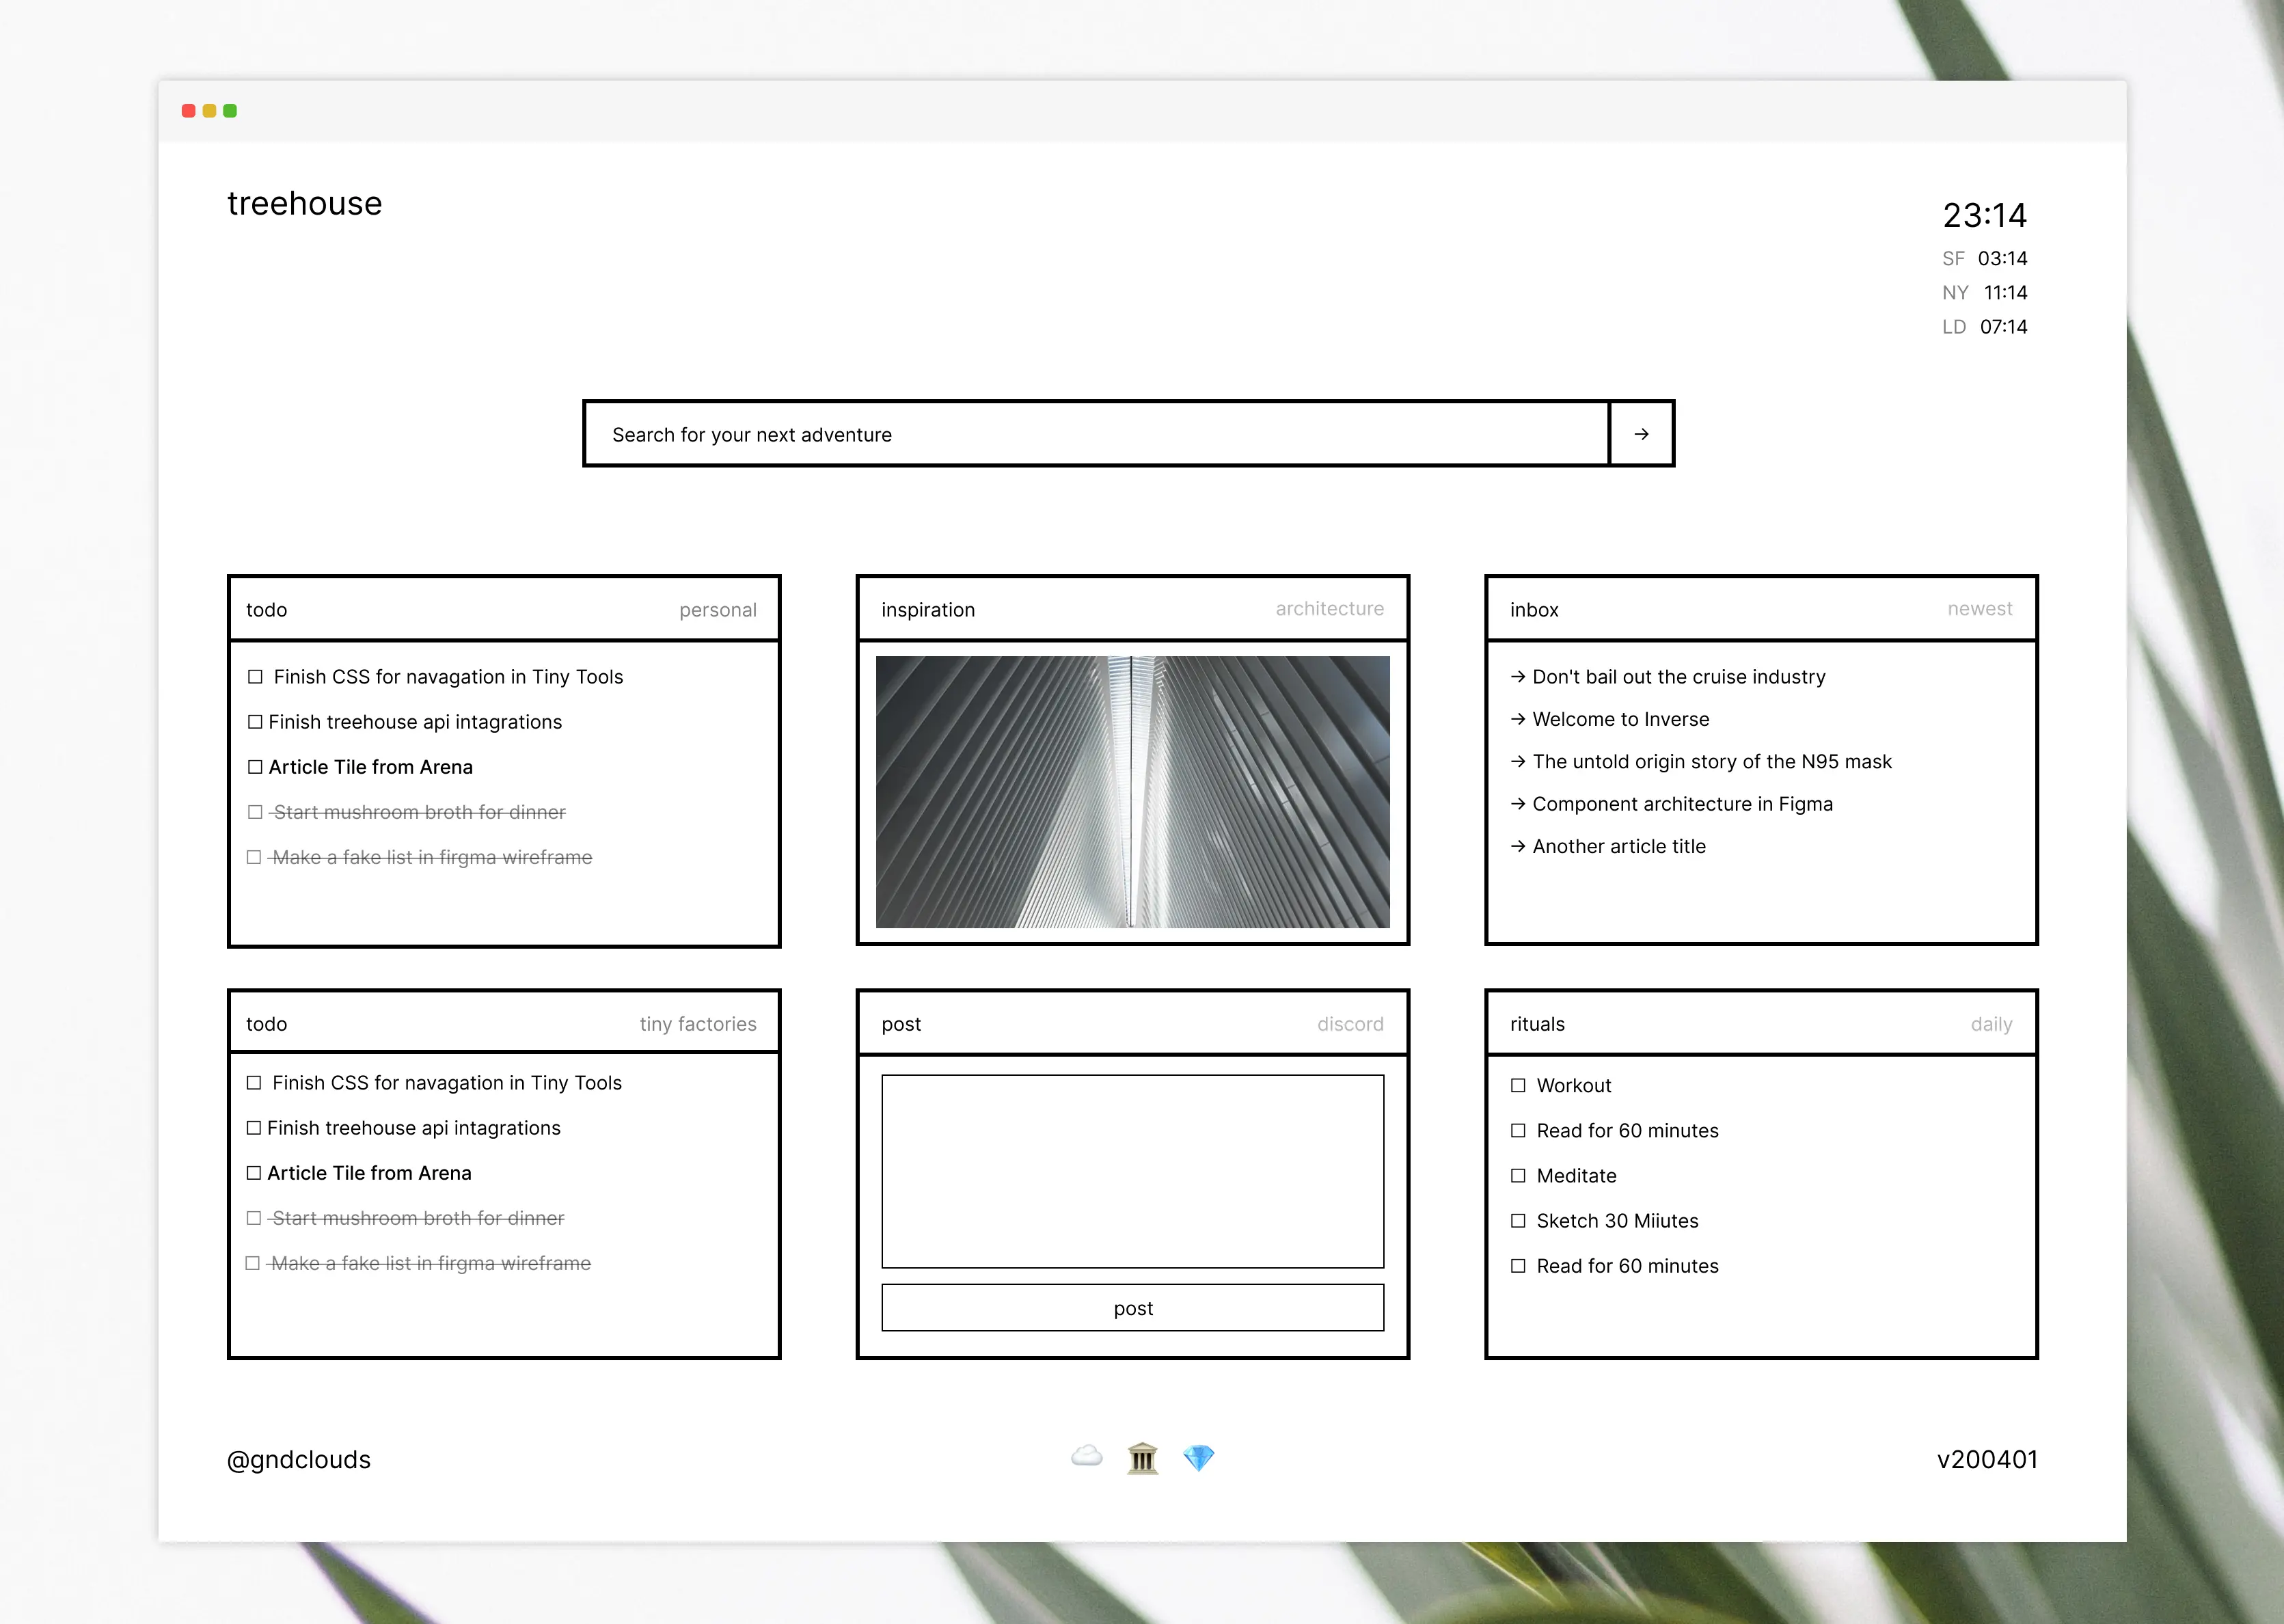 treehouse
23:14
SF 03:14
NY 11:14
LD 07:14
Search for your next adventure →
todo personal
☐ Finish CSS for navagation in Tiny Tools
☐ Finish treehouse api intagrations
☐ Article Tile from Arena
☐ Start mushroom broth for dinner
☐ Make a fake list in firgma wireframe
inspiration architecture
inbox newest
→ Don't bail out the cruise industry
→ Welcome to Inverse
→ The untold origin story of the N95 mask
→ Component architecture in Figma
→ Another article title
todo tiny factories
☐ Finish CSS for navagation in Tiny Tools
☐ Finish treehouse api intagrations
☐ Article Tile from Arena
☐ Start mushroom broth for dinner
☐ Make a fake list in firgma wireframe
post discord
post
rituals daily
☐ Workout
☐ Read for 60 minutes
☐ Meditate
☐ Sketch 30 Miiutes
☐ Read for 60 minutes
@gndclouds
v200401